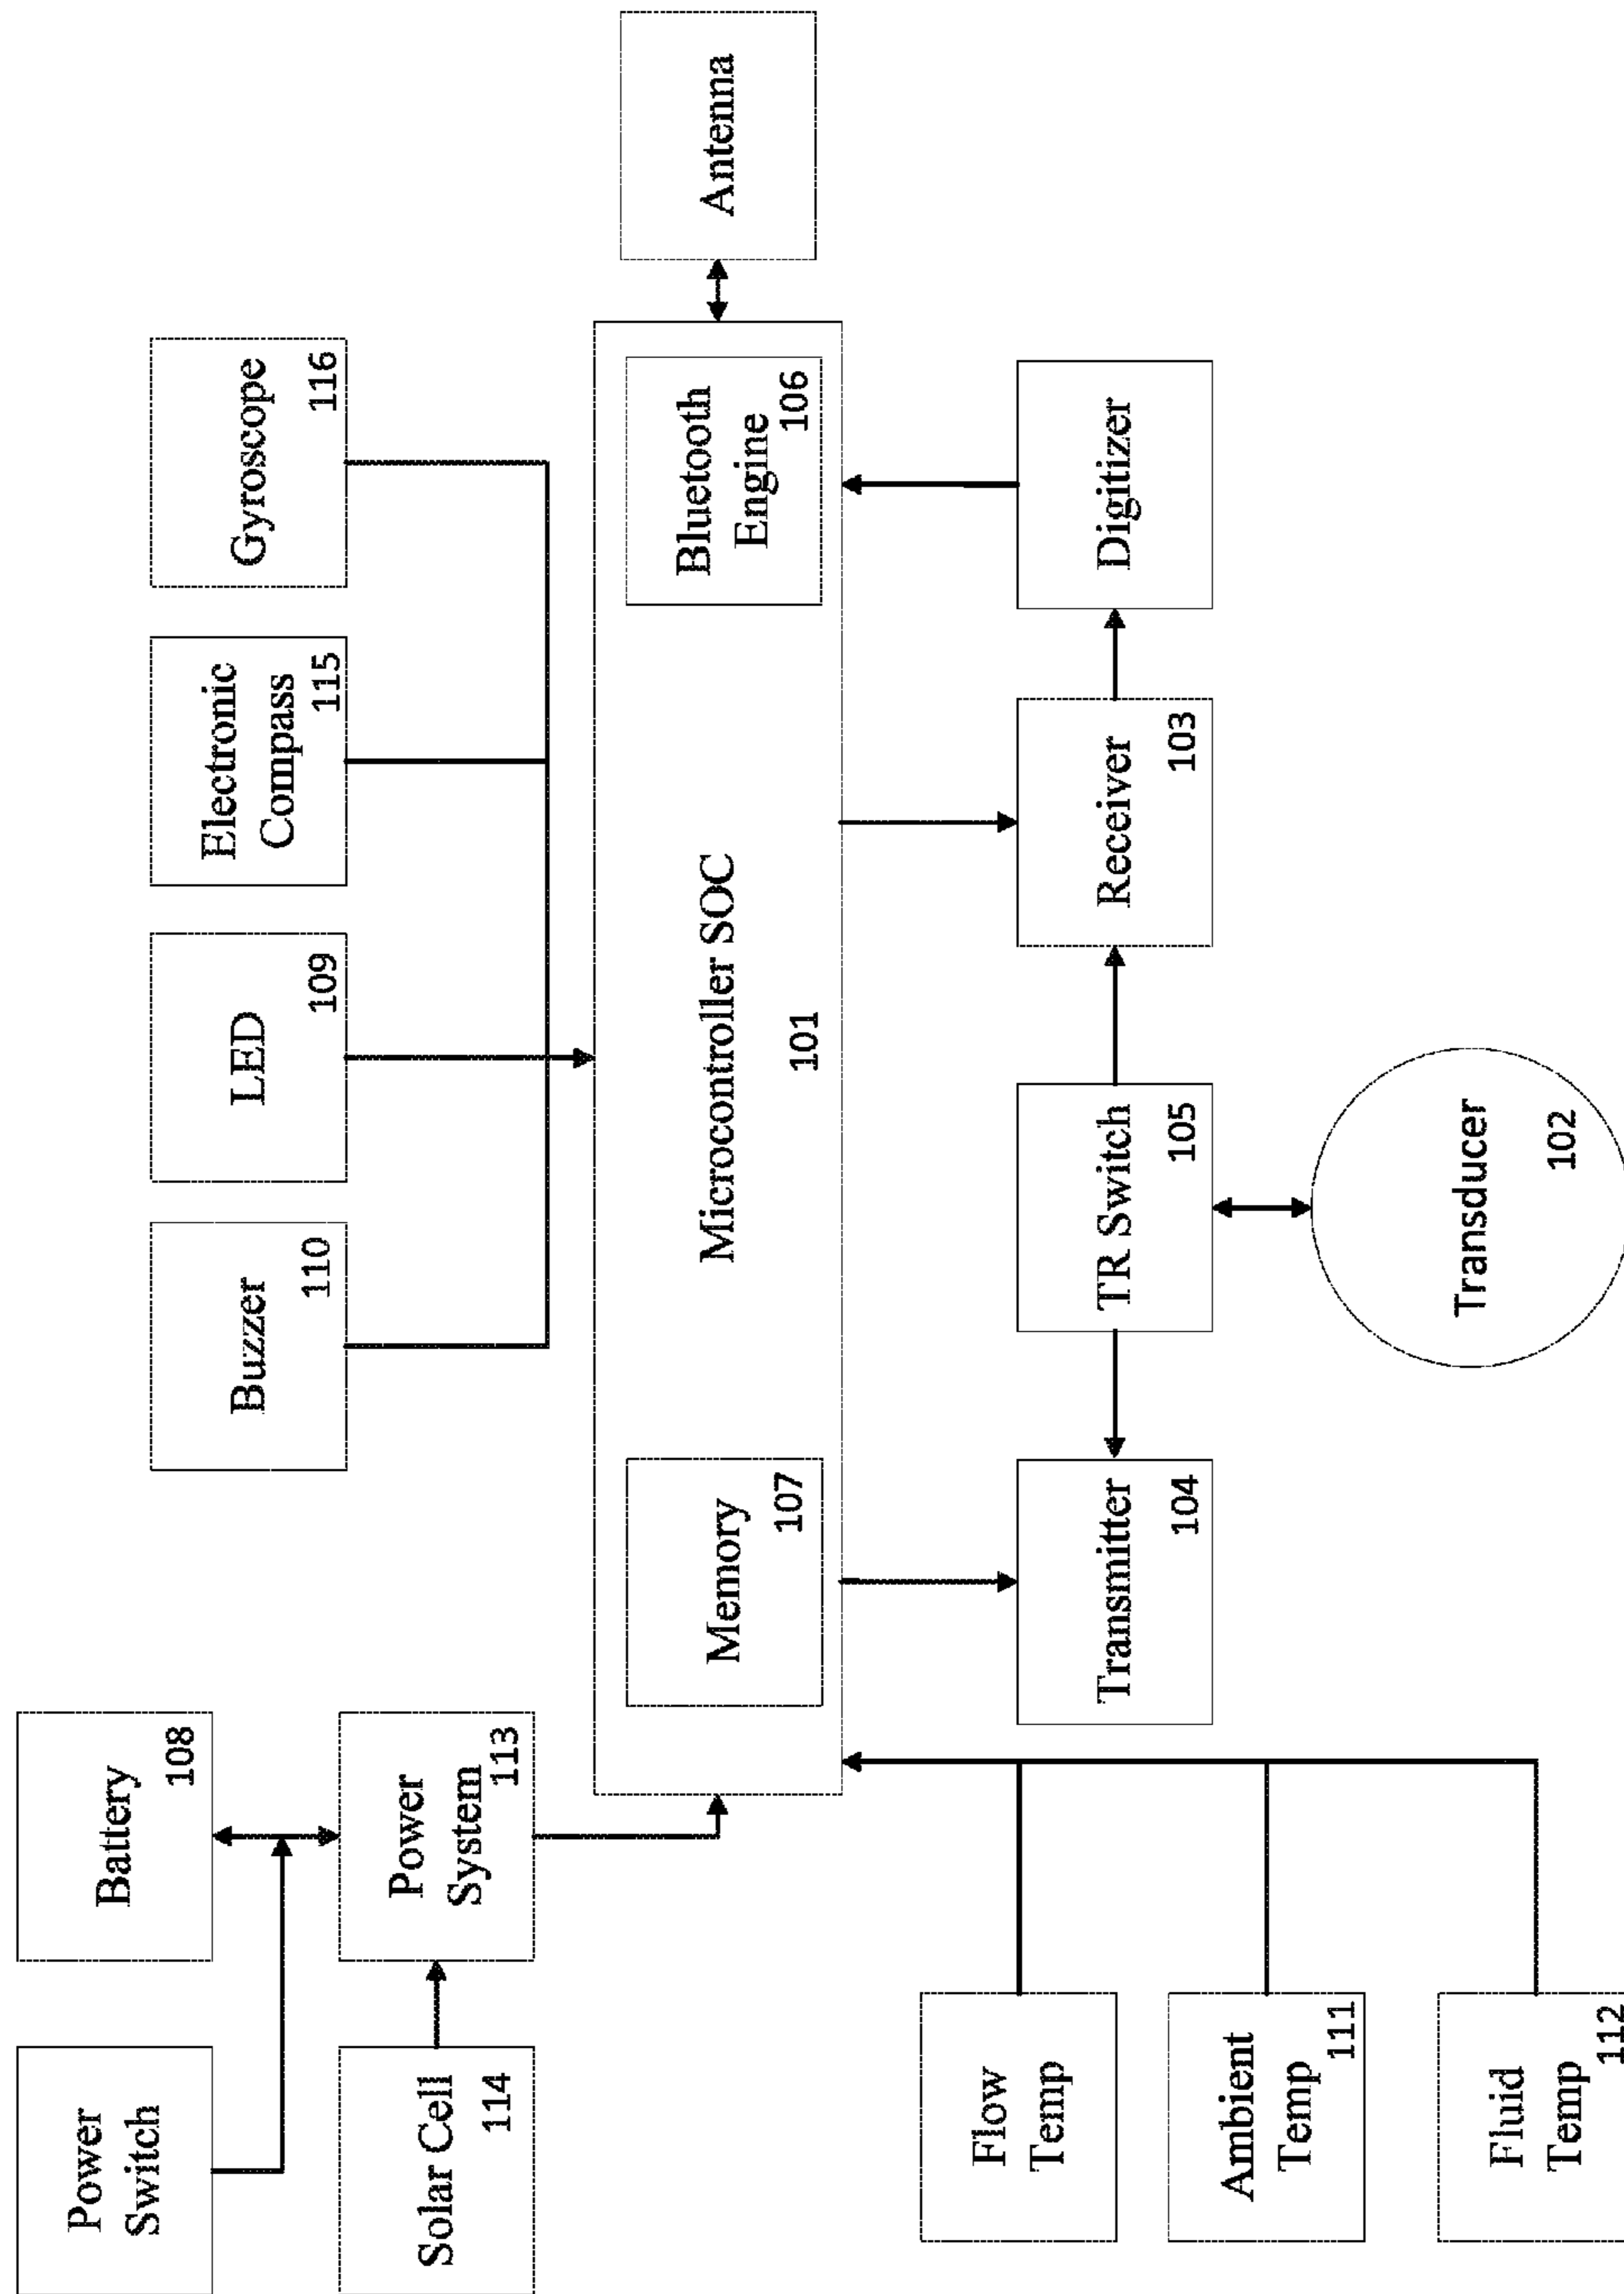 Power
Switch
Battery
108
Solar Cell
114
Power
System
113
Buzzer
110
LED
109
Electronic
Compass
115
Gyroscope
116
Memory
107
Microcontroller SOC
101
Bluetooth
Engine
106
Antenna
Flow
Temp
Ambient
Temp
111
Fluid
Temp
112
Transmitter
104
TR Switch
105
Receiver
103
Digitizer
Transducer
102